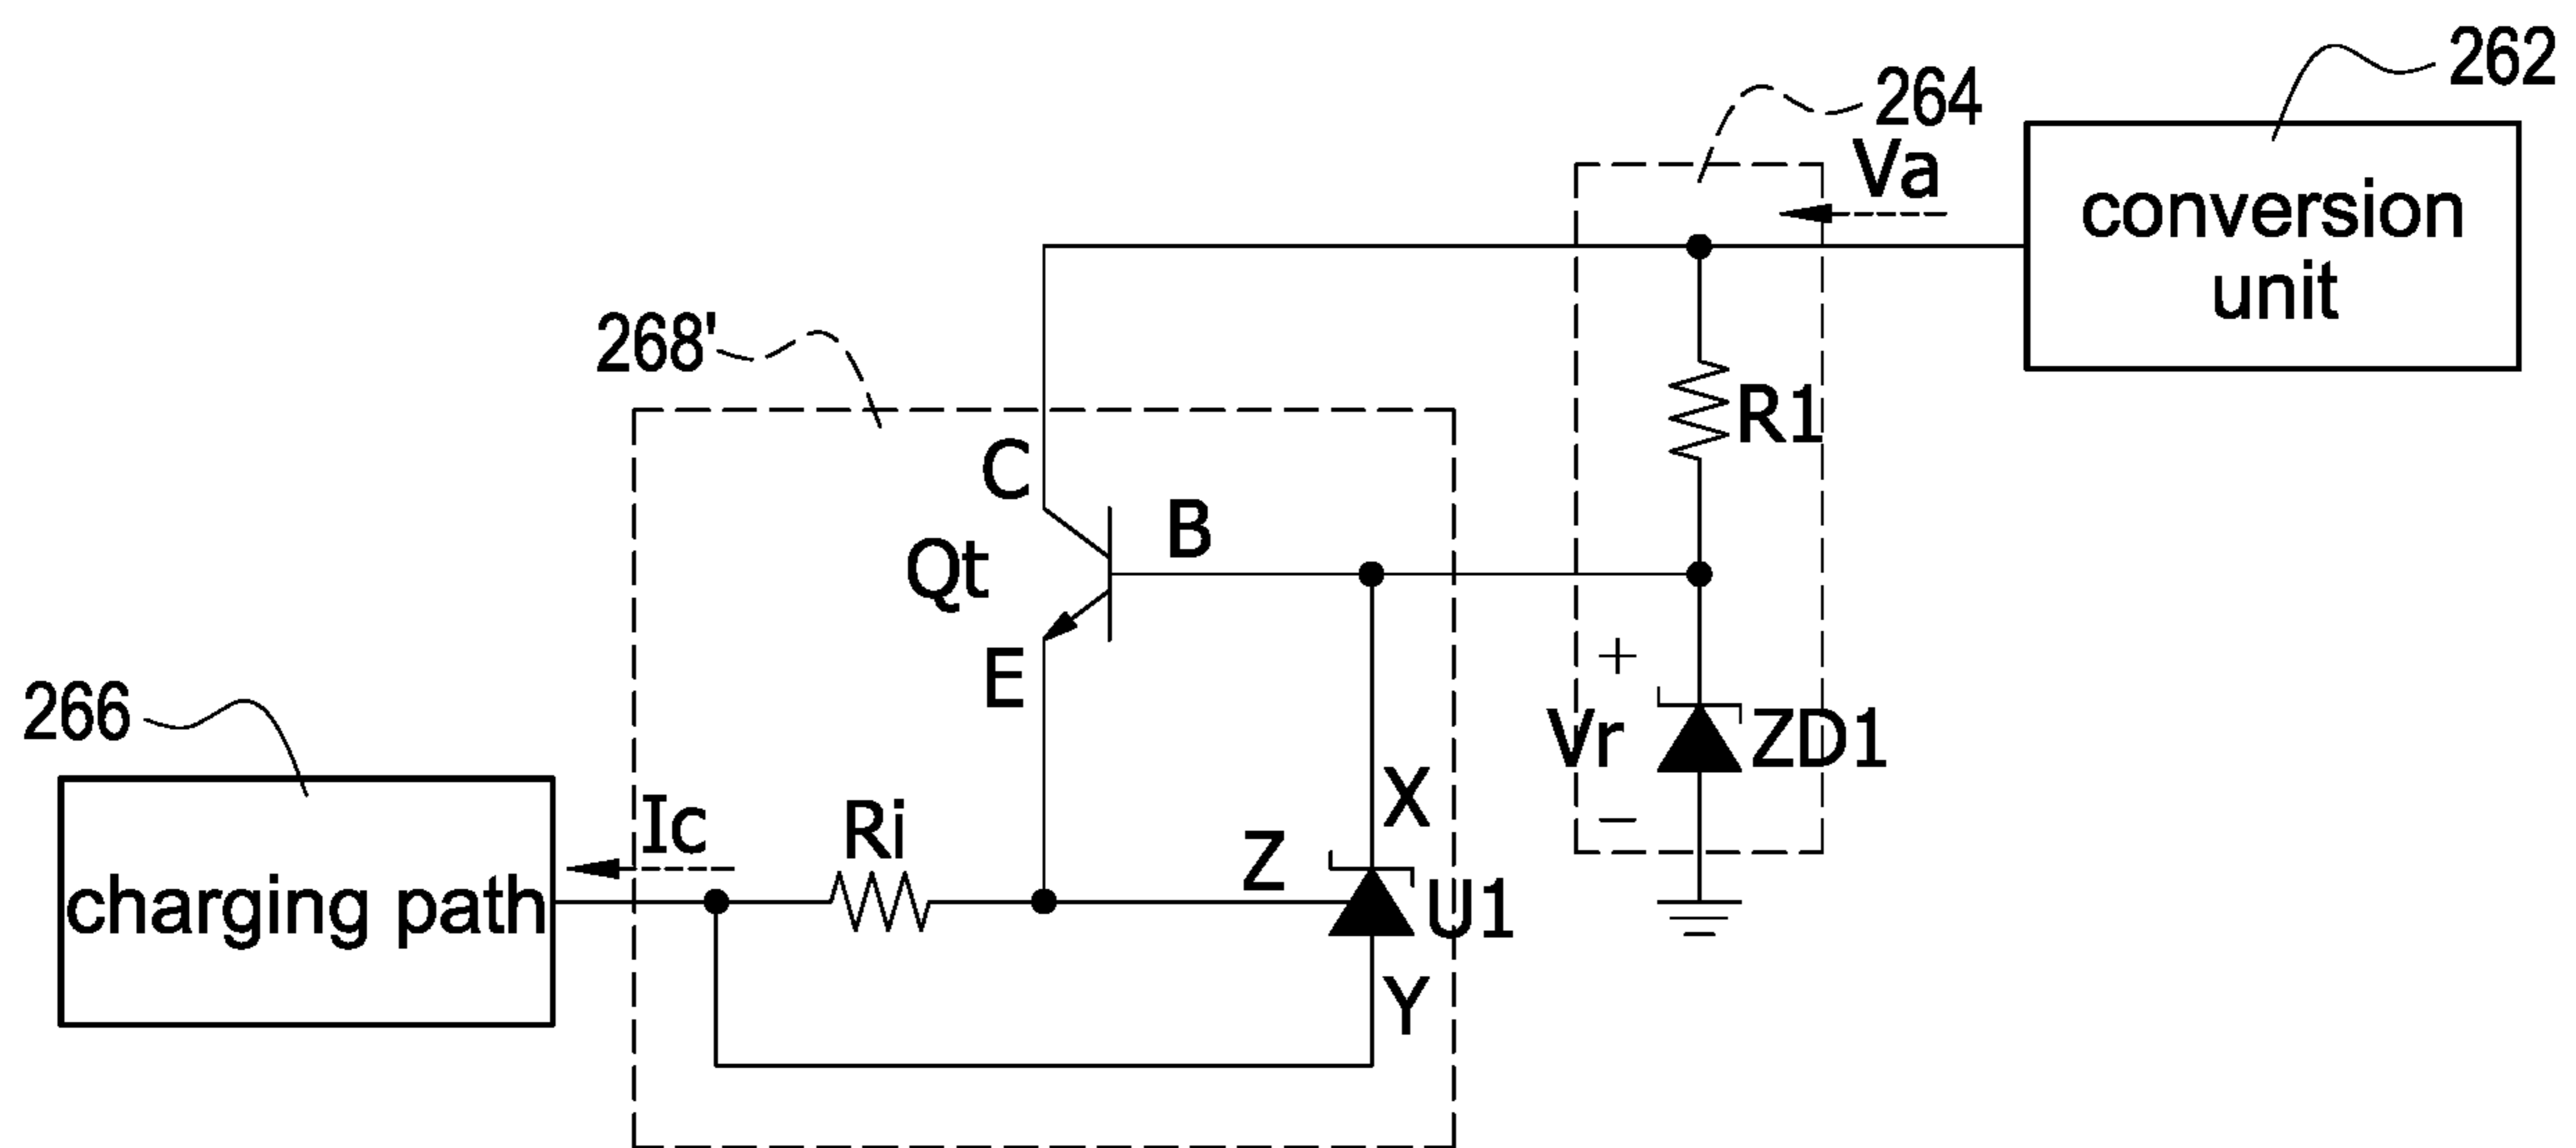 262
264
Va
conversion
unit
268'
R1
C
B
Qt
E
+
Vr
ZD1
−
266
X
Ic
Ri
Z
charging path
U1
Y